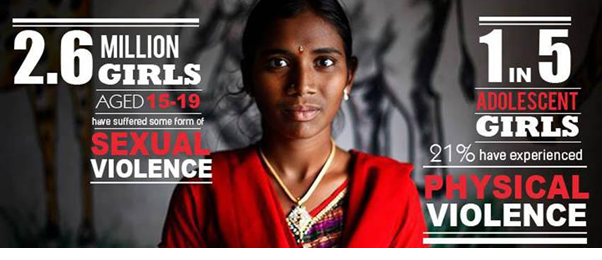 2.6 MILLION
GIRLS
AGED 15-19
have suffered some form of
SEXUAL
VIOLENCE
1 IN 5
ADOLESCENT
GIRLS
21% have experienced
PHYSICAL
VIOLENCE